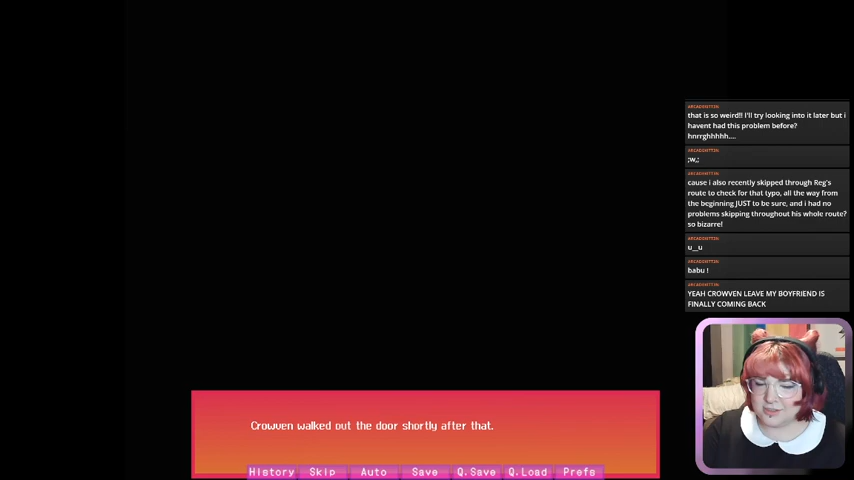 ARCADEKITTEN
that is so weird!! I'll try looking into it later but i
havent had this problem before?
hnrrghhhhh....
ARCADEKITTEN
;w,;
ARCADEKITTEN
cause i also recently skipped through Reg's
route to check for that typo, all the way from
the beginning JUST to be sure, and i had no
problems skipping throughout his whole route?
so bizarre!
ARCADEKITTEN
u__u
ARCADEKITTEN
babu !
ARCADEKITTEN
YEAH CROWVEN LEAVE MY BOYFRIEND IS
FINALLY COMING BACK
Crowven walked out the door shortly after that.
History Skip Auto Save Q.Save Q.Load Prefs